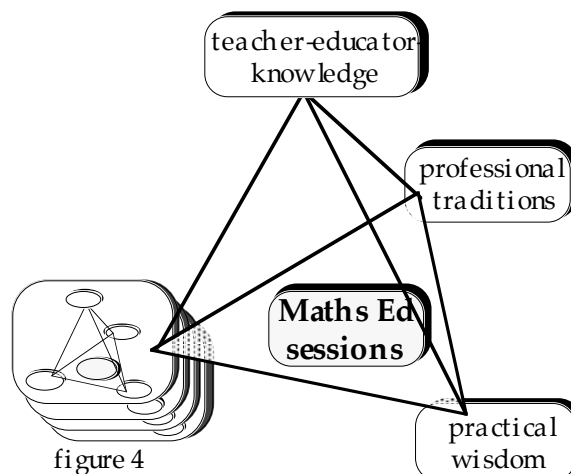 teacher-educator-
knowledge
professional
traditions
Maths Ed
sessions
practical
wisdom
figure 4